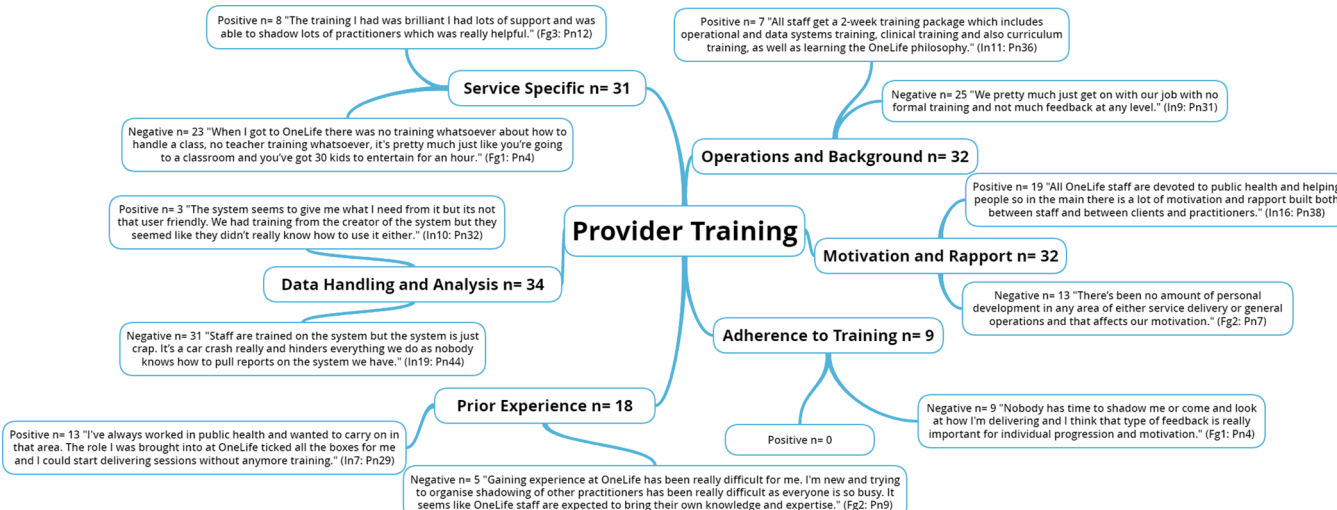 Positive n= 8 "The training I had was brilliant I had lots of support and was
able to shadow lots of practitioners which was really helpful." (Fg3: Pn12)
Service Specific n= 31
Negative n= 23 "When I got to OneLife there was no training whatsoever about how to
handle a class, no teacher training whatsoever, it's pretty much just like you're going
to a classroom and you've got 30 kids to entertain for an hour." (Fg1: Pn4)
Positive n= 7 "All staff get a 2-week training package which includes
operational and data systems training, clinical training and also curriculum
training, as well as learning the OneLife philosophy." (In11: Pn36)
Negative n= 25 "We pretty much just get on with our job with no
formal training and not much feedback at any level." (In9: Pn31)
Operations and Background n= 32
Positive n= 3 "The system seems to give me what I need from it but its not
that user friendly. We had training from the creator of the system but they
seemed like they didn't really know how to use it either." (In10: Pn32)
Data Handling and Analysis n= 34
Negative n= 31 "Staff are trained on the system but the system is just
crap. It's a car crash really and hinders everything we do as nobody
knows how to pull reports on the system we have." (In19: Pn44)
Provider Training
Positive n= 19 "All OneLife staff are devoted to public health and helping
people so in the main there is a lot of motivation and rapport built both
between staff and between clients and practitioners." (In16: Pn38)
Motivation and Rapport n= 32
Negative n= 13 "There's been no amount of personal
development in any area of either service delivery or general
operations and that affects our motivation." (Fg2: Pn7)
Adherence to Training n= 9
Positive n= 0
Negative n= 9 "Nobody has time to shadow me or come and look
at how I'm delivering and I think that type of feedback is really
important for individual progression and motivation." (Fg1: Pn4)
Prior Experience n= 18
Positive n= 13 "I've always worked in public health and wanted to carry on in
that area. The role I was brought into at OneLife ticked all the boxes for me
and I could start delivering sessions without anymore training." (In7: Pn29)
Negative n= 5 "Gaining experience at OneLife has been really difficult for me. I'm new and trying
to organise shadowing of other practitioners has been really difficult as everyone is so busy. It
seems like OneLife staff are expected to bring their own knowledge and expertise." (Fg2: Pn9)